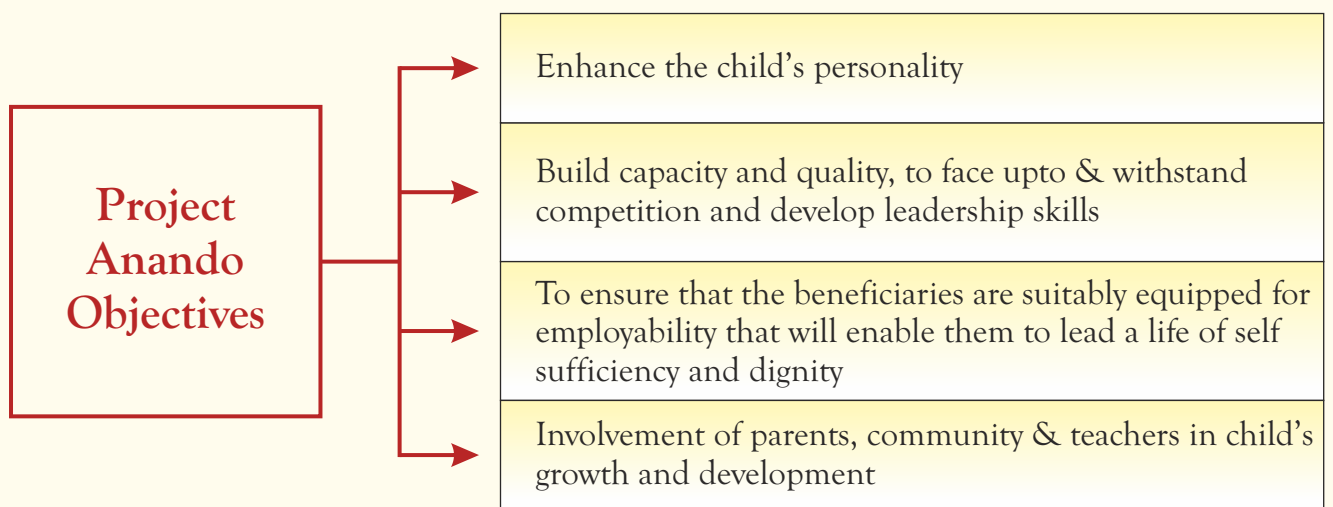 Project
Anando
Objectives
Enhance the child’s personality
Build capacity and quality, to face upto & withstand
competition and develop leadership skills
To ensure that the beneficiaries are suitably equipped for
employability that will enable them to lead a life of self
sufficiency and dignity
Involvement of parents, community & teachers in child’s
growth and development